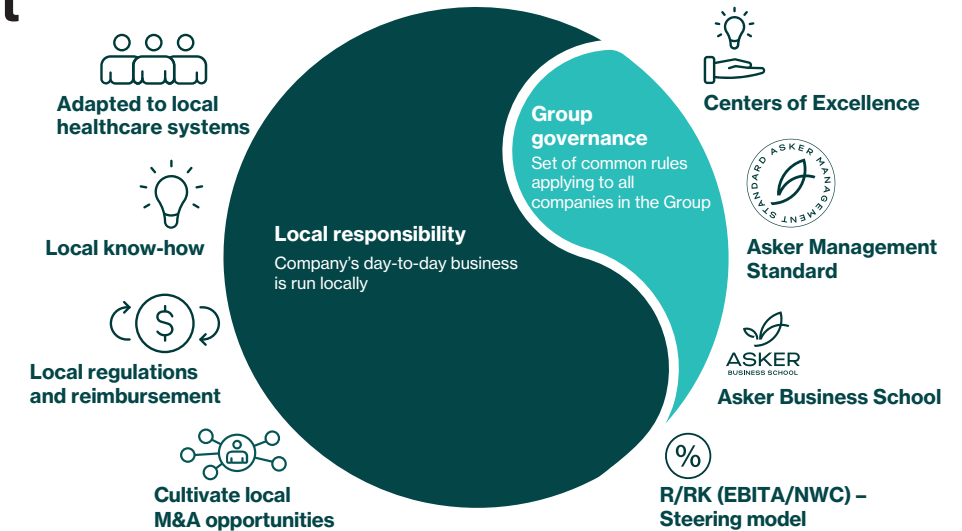 t
Adapted to local
healthcare systems
Local know-how
$
Local regulations
and reimbursement
Cultivate local
M&A opportunities
Local responsibility
Company’s day-to-day business
is run locally
Group
governance
Set of common rules
applying to all
companies in the Group
Centers of Excellence
ASKER MANAGEMENT STANDARD
Asker Management
Standard
ASKER
BUSINESS SCHOOL
Asker Business School
%
R/RK (EBITA/NWC) –
Steering model